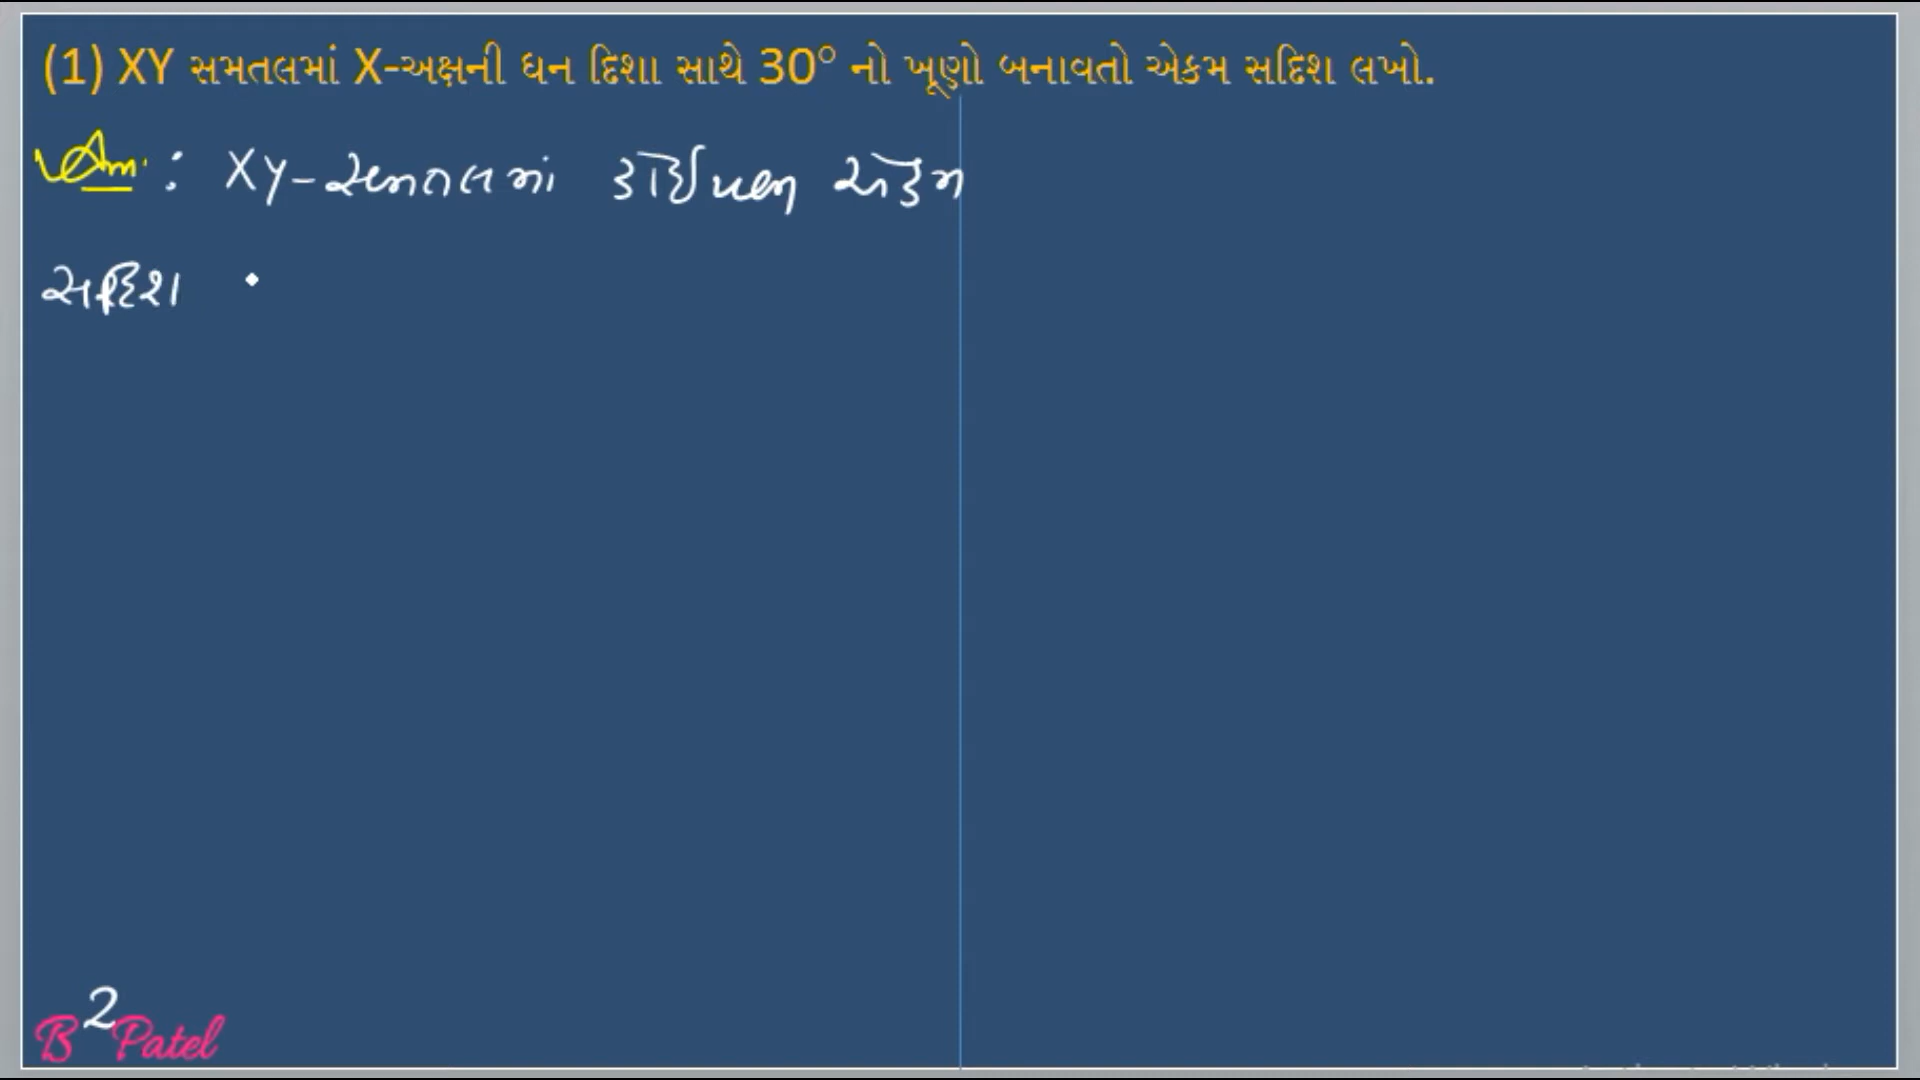 (1) XY સમતલમાં X-અક્ષની ધન દિશા સાથે 30° નો ખૂણો બનાવતો એકમ સદિશ લખો.
Ans : XY-સમતલમાં કોઈપણ એકમ
સદિશ
B² Patel